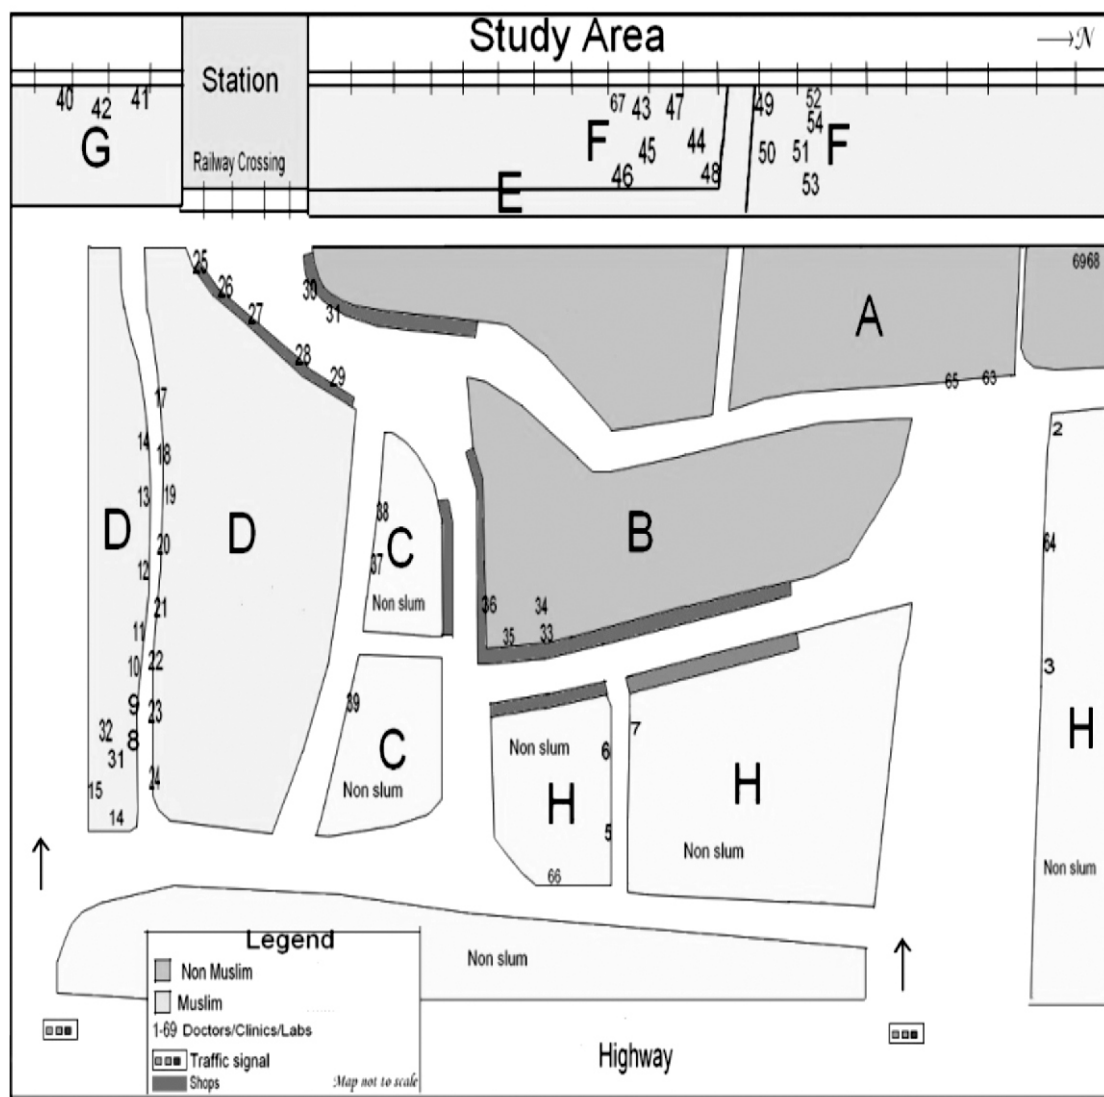 Study Area
N
Station
Railway Crossing
40 42 41
G
67 43 47
F 45 44
46 48
E
49 52
54
50 51 F
53
25
26
27
28
29
30
31
69 68
A
65 63
2
17
14 18
13 19
D D
20
12
21
11
10 22
9 23
32 8
31
24
15
14
38
C
37
Non slum
B
36 34
35 33
64
3
H
39
C
Non slum
Non slum
6
H
5
66
7
H
Non slum
Non slum
Non slum
Legend
Non Muslim
Muslim
1-69 Doctors/Clinics/Labs
Traffic signal
Shops
Map not to scale
Highway